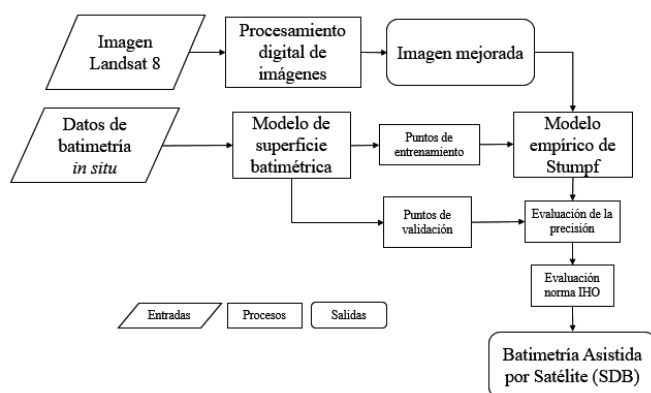 Imagen
Landsat 8
Procesamiento
digital de
imágenes
Imagen mejorada
Datos de
batimetría
in situ
Modelo de
superficie
batimétrica
Puntos de
entrenamiento
Modelo
empírico de
Stumpf
Puntos de
validación
Evaluación de la
precisión
Evaluación
norma IHO
Entradas
Procesos
Salidas
Batimetría Asistida
por Satélite (SDB)